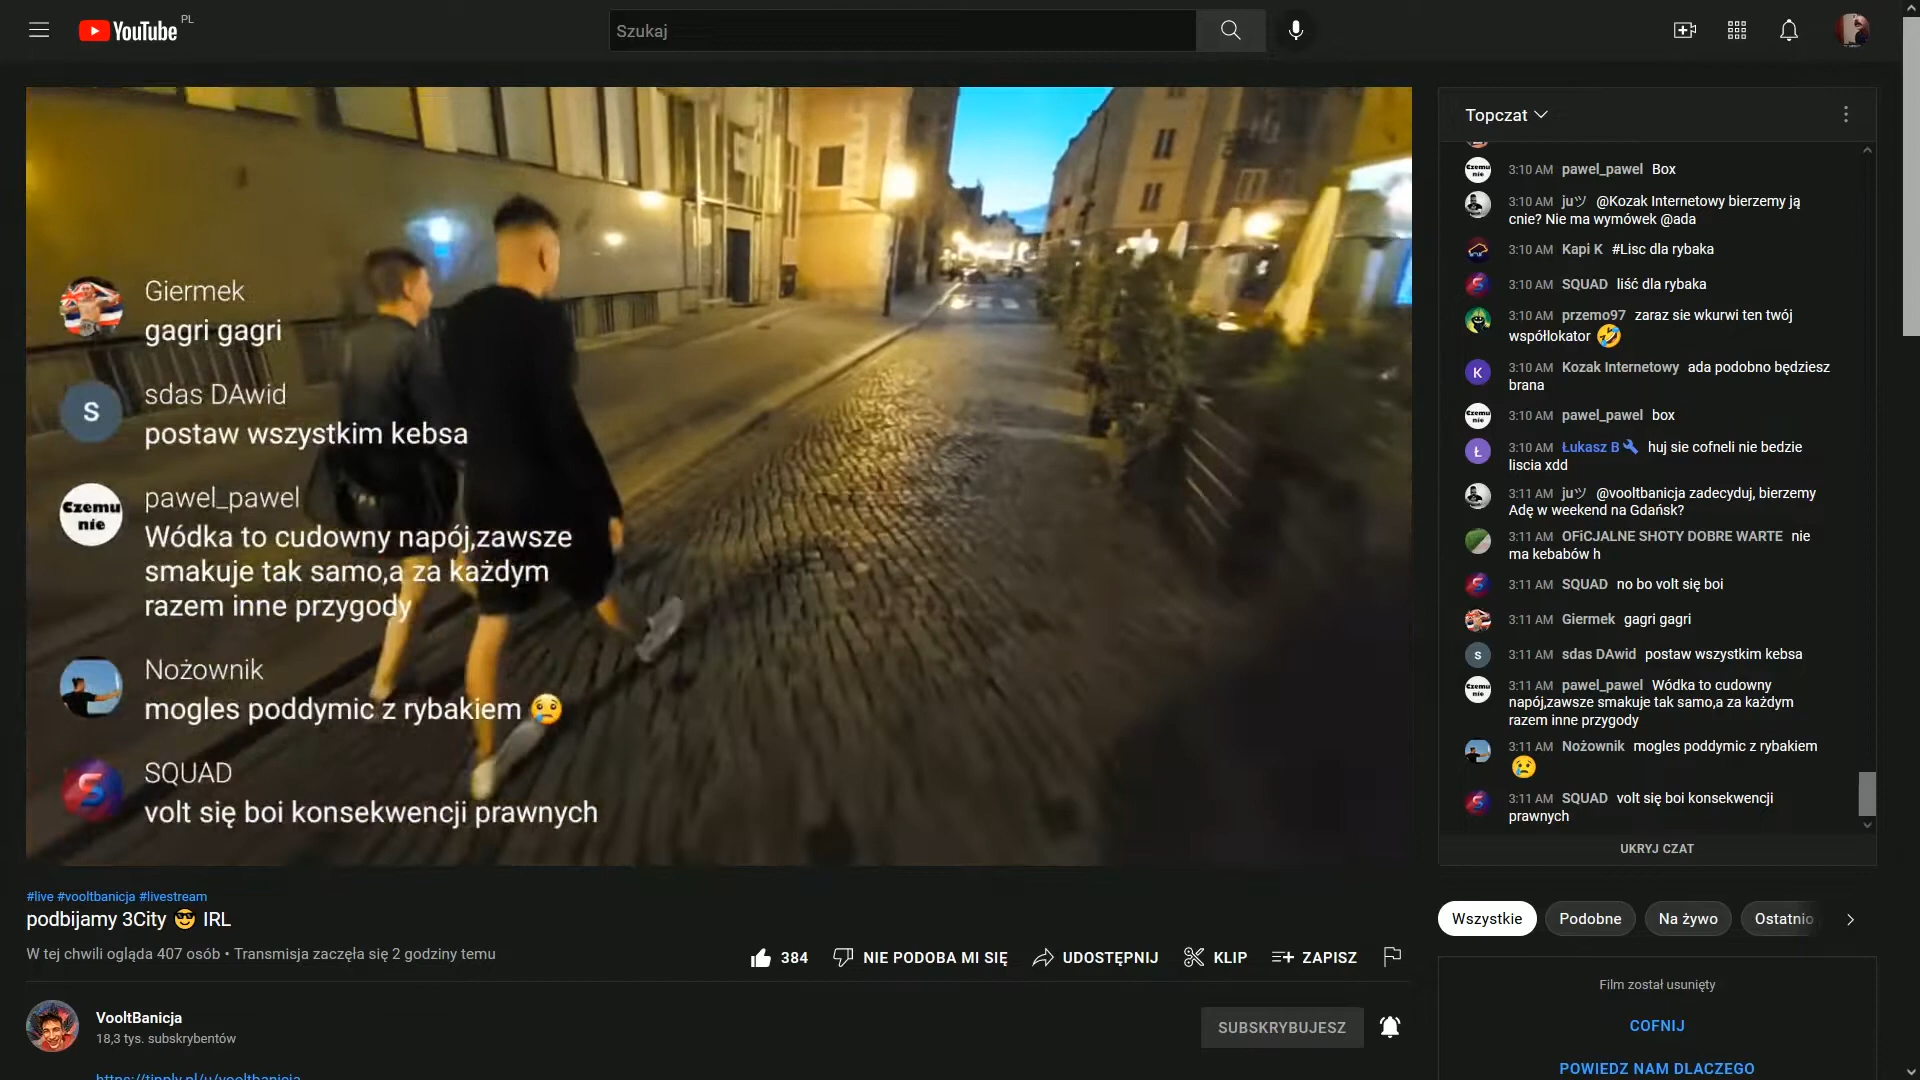 YouTube PL
Szukaj
Giermek
gagri gagri
S
sdas DAwid
postaw wszystkim kebsa
Czemu
nie
pawel_pawel
Wódka to cudowny napój,zawsze
smakuje tak samo,a za każdym
razem inne przygody
Nożownik
mogles poddymic z rybakiem 😢
SQUAD
volt się boi konsekwencji prawnych
#live #vooltbanicja #livestream
podbijamy 3City 😎 IRL
W tej chwili ogląda 407 osób • Transmisja zaczęła się 2 godziny temu
384
NIE PODOBA MI SIĘ
UDOSTĘPNIJ
KLIP
ZAPISZ
VooltBanicja
18,3 tys. subskrybentów
SUBSKRYBUJESZ
https://tipply.pl/u/vooltbanicja
Topczat
3:10 AM pawel_pawel Box
3:10 AM juツ @Kozak Internetowy bierzemy ją
cnie? Nie ma wymówek @ada
3:10 AM Kapi K #Lisc dla rybaka
3:10 AM SQUAD liść dla rybaka
3:10 AM przemo97 zaraz sie wkurwi ten twój
współlokator 🤣
K
3:10 AM Kozak Internetowy ada podobno będziesz
brana
3:10 AM pawel_pawel box
Ł
3:10 AM Łukasz B huj sie cofneli nie bedzie
liscia xdd
3:11 AM juツ @vooltbanicja zadecyduj, bierzemy
Adę w weekend na Gdańsk?
3:11 AM OFiCJALNE SHOTY DOBRE WARTE nie
ma kebabów h
3:11 AM SQUAD no bo volt się boi
3:11 AM Giermek gagri gagri
S
3:11 AM sdas DAwid postaw wszystkim kebsa
3:11 AM pawel_pawel Wódka to cudowny
napój,zawsze smakuje tak samo,a za każdym
razem inne przygody
3:11 AM Nożownik mogles poddymic z rybakiem
😢
3:11 AM SQUAD volt się boi konsekwencji
prawnych
UKRYJ CZAT
Wszystkie
Podobne
Na żywo
Ostatnio
Film został usunięty
COFNIJ
POWIEDZ NAM DLACZEGO